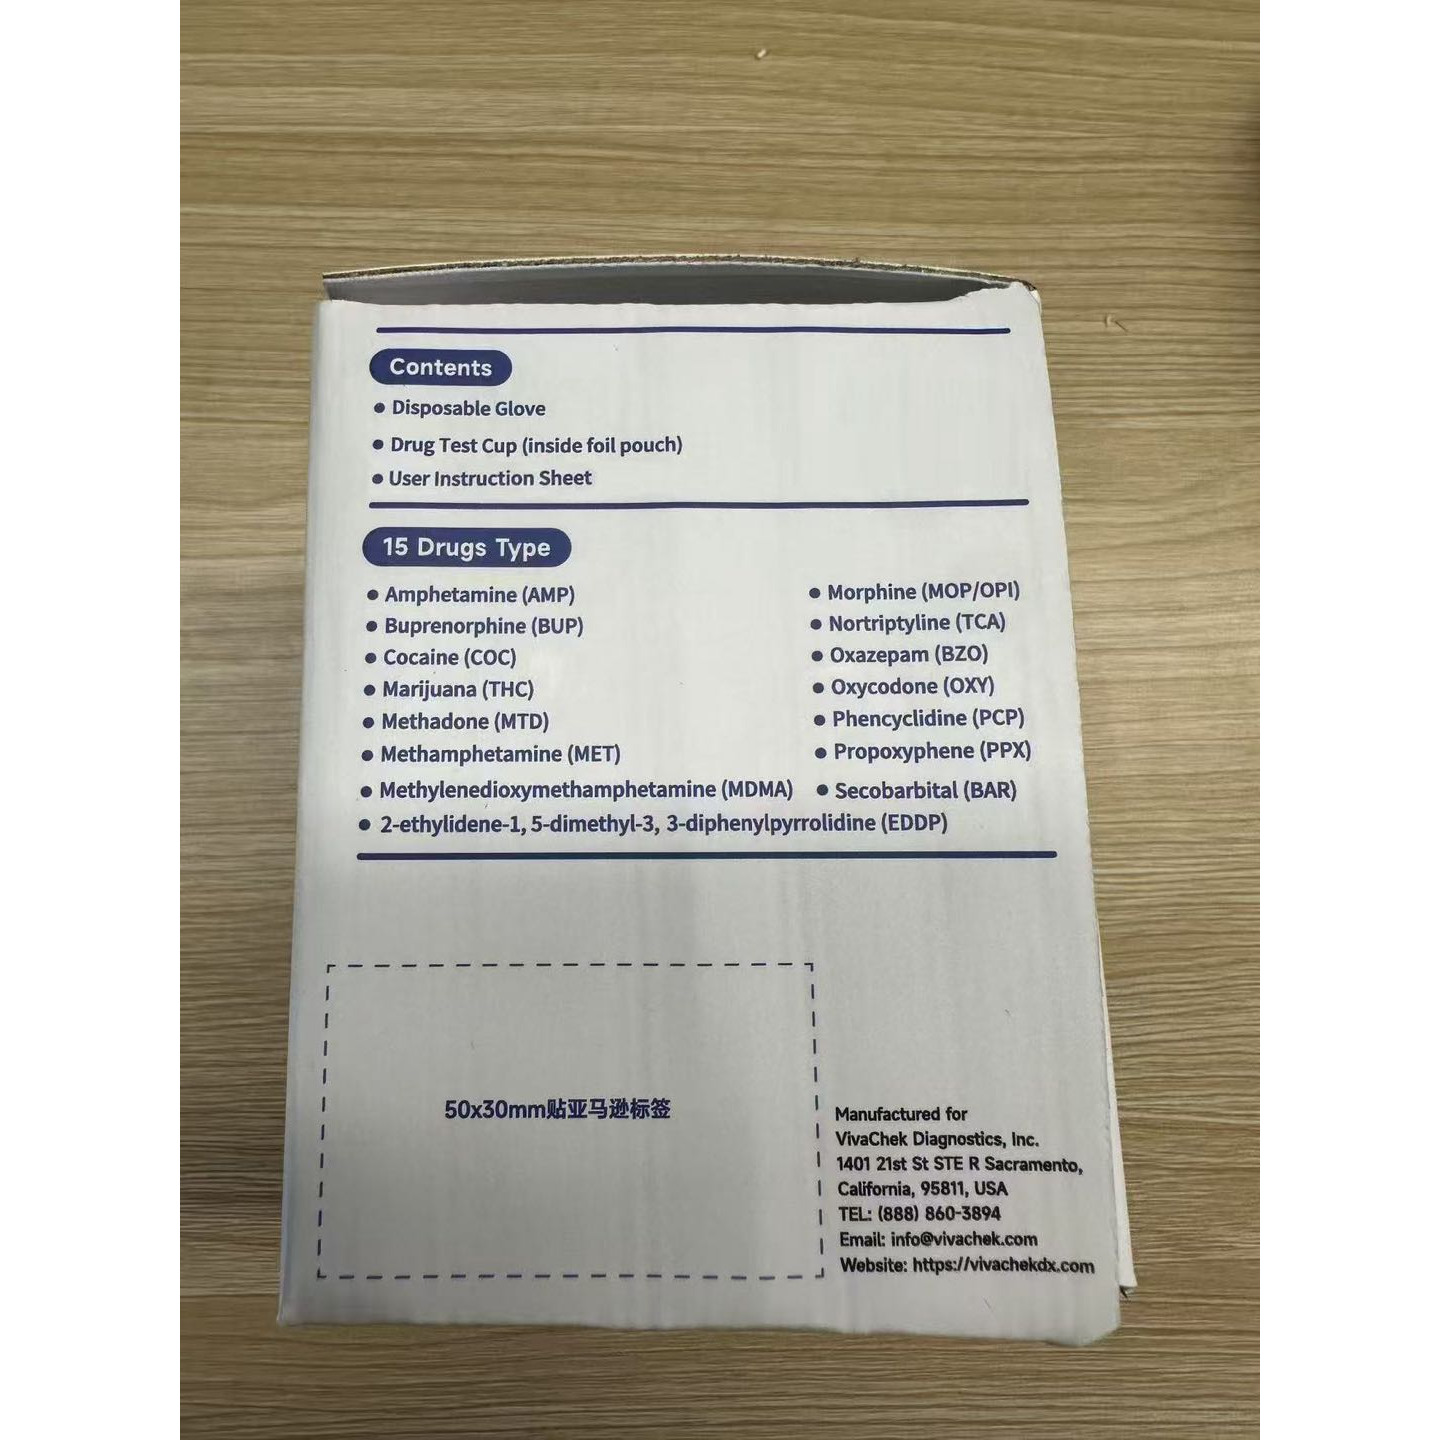 Contents
● Disposable Glove
● Drug Test Cup (inside foil pouch)
● User Instruction Sheet
15 Drugs Type
● Amphetamine (AMP)
● Buprenorphine (BUP)
● Cocaine (COC)
● Marijuana (THC)
● Methadone (MTD)
● Methamphetamine (MET)
● Methylenedioxymethamphetamine (MDMA)
● 2-ethylidene-1, 5-dimethyl-3, 3-diphenylpyrrolidine (EDDP)
● Morphine (MOP/OPI)
● Nortriptyline (TCA)
● Oxazepam (BZO)
● Oxycodone (OXY)
● Phencyclidine (PCP)
● Propoxyphene (PPX)
● Secobarbital (BAR)
50x30mm贴亚马逊标签
Manufactured for
VivaChek Diagnostics, Inc.
1401 21st St STE R Sacramento,
California, 95811, USA
TEL: (888) 860-3894
Email: info@vivachek.com
Website: https://vivachekdx.com